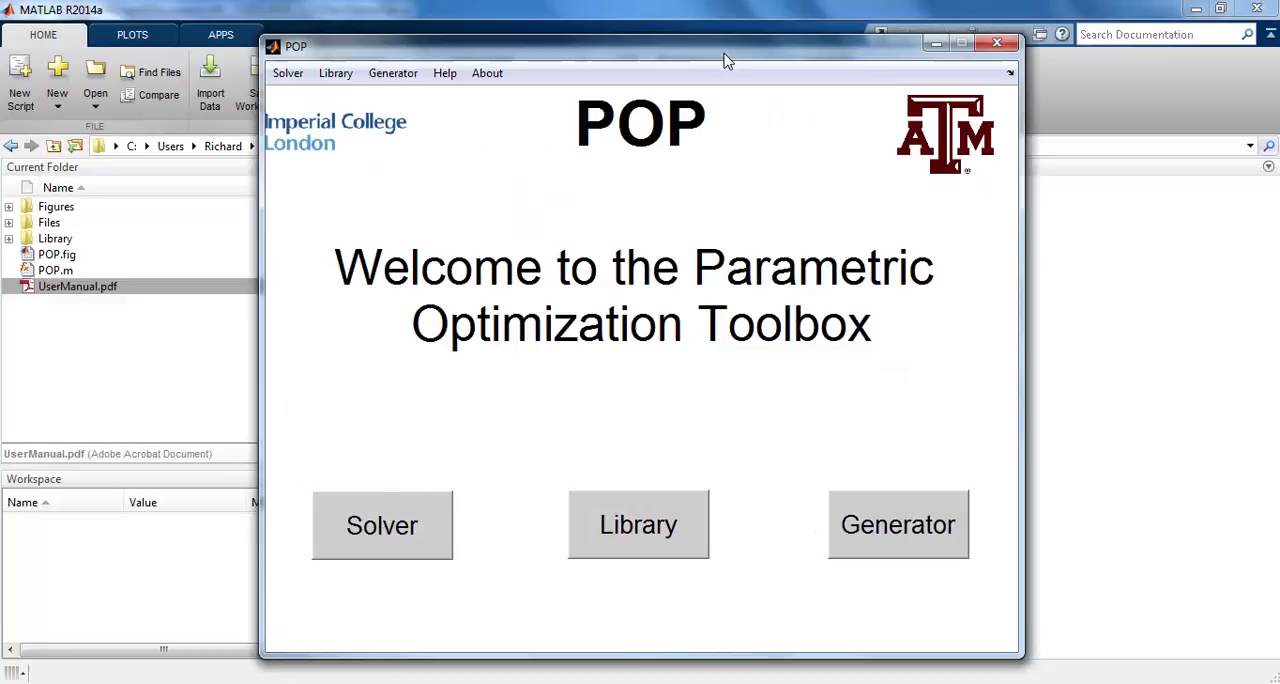 MATLAB R2014a
HOME
PLOTS
APPS
Search Documentation
New
Script
New
Open
Find Files
Compare
Import
Data
FILE
C:
Users
Richard
Current Folder
Name
Figures
Files
Library
POP.fig
POP.m
UserManual.pdf
UserManual.pdf (Adobe Acrobat Document)
Workspace
Name
Value
POP
Solver
Library
Generator
Help
About
Imperial College
London
POP
ATM
Welcome to the Parametric
Optimization Toolbox
Solver
Library
Generator